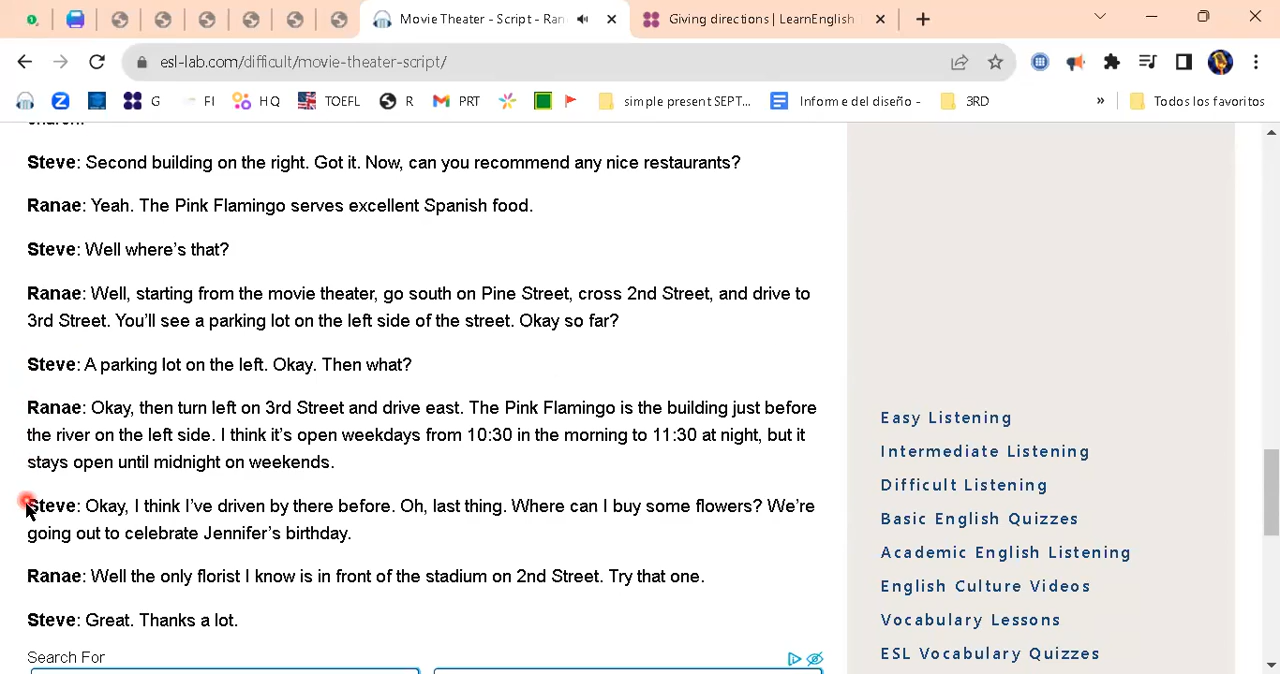 Movie Theater - Script - Ran
Giving directions | LearnEnglish
esl-lab.com/difficult/movie-theater-script/
G
FI
H Q
TOEFL
R
PRT
simple present SEPT...
Informe del diseño -
3RD
»
Todos los favoritos
church.
Steve: Second building on the right. Got it. Now, can you recommend any nice restaurants?
Ranae: Yeah. The Pink Flamingo serves excellent Spanish food.
Steve: Well where's that?
Ranae: Well, starting from the movie theater, go south on Pine Street, cross 2nd Street, and drive to
3rd Street. You'll see a parking lot on the left side of the street. Okay so far?
Steve: A parking lot on the left. Okay. Then what?
Ranae: Okay, then turn left on 3rd Street and drive east. The Pink Flamingo is the building just before
the river on the left side. I think it's open weekdays from 10:30 in the morning to 11:30 at night, but it
stays open until midnight on weekends.
Steve: Okay, I think I've driven by there before. Oh, last thing. Where can I buy some flowers? We're
going out to celebrate Jennifer's birthday.
Ranae: Well the only florist I know is in front of the stadium on 2nd Street. Try that one.
Steve: Great. Thanks a lot.
Search For
Easy Listening
Intermediate Listening
Difficult Listening
Basic English Quizzes
Academic English Listening
English Culture Videos
Vocabulary Lessons
ESL Vocabulary Quizzes